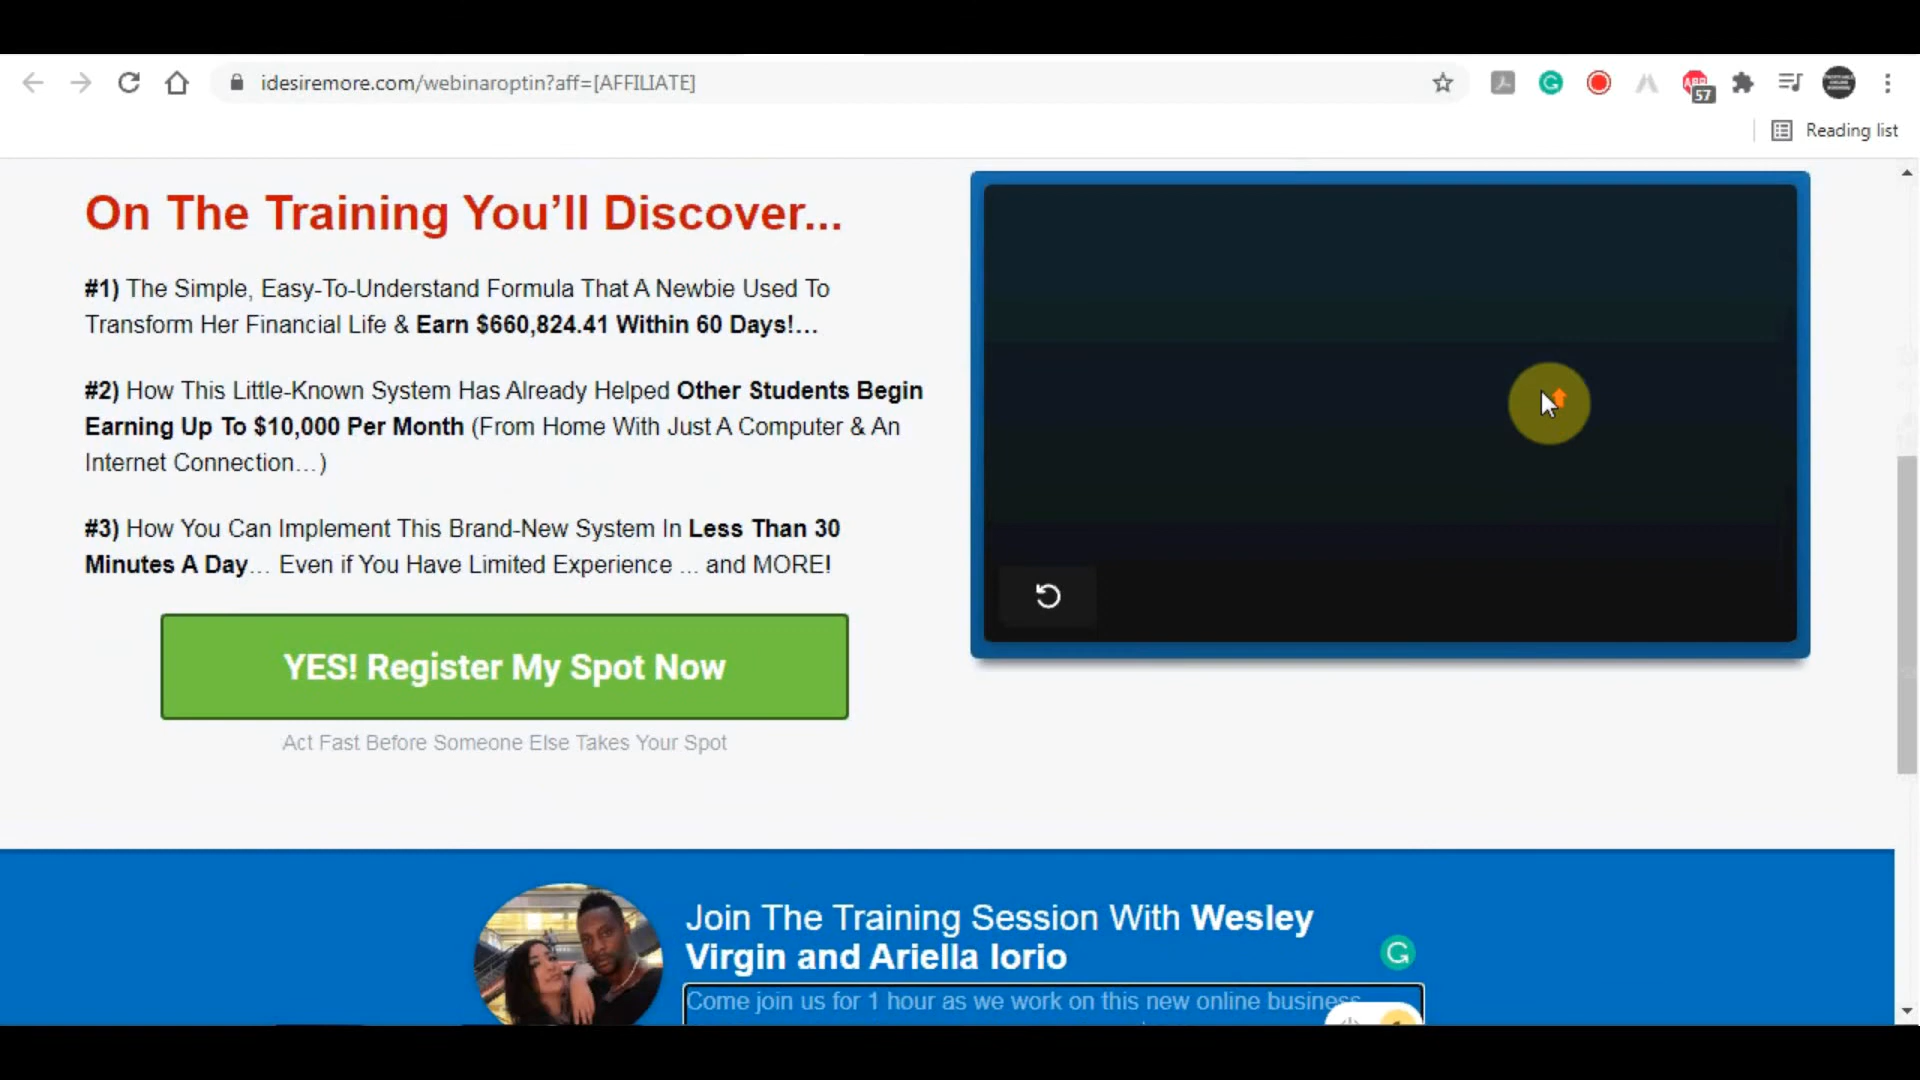 idesiremore.com/webinaroptin?aff=[AFFILIATE]
ABP
57
Reading list
On The Training You’ll Discover...
#1) The Simple, Easy-To-Understand Formula That A Newbie Used To
Transform Her Financial Life & Earn $660,824.41 Within 60 Days!…
#2) How This Little-Known System Has Already Helped Other Students Begin
Earning Up To $10,000 Per Month (From Home With Just A Computer & An
Internet Connection…)
#3) How You Can Implement This Brand-New System In Less Than 30
Minutes A Day… Even if You Have Limited Experience ... and MORE!
YES! Register My Spot Now
Act Fast Before Someone Else Takes Your Spot
Join The Training Session With Wesley
Virgin and Ariella Iorio
Come join us for 1 hour as we work on this new online business